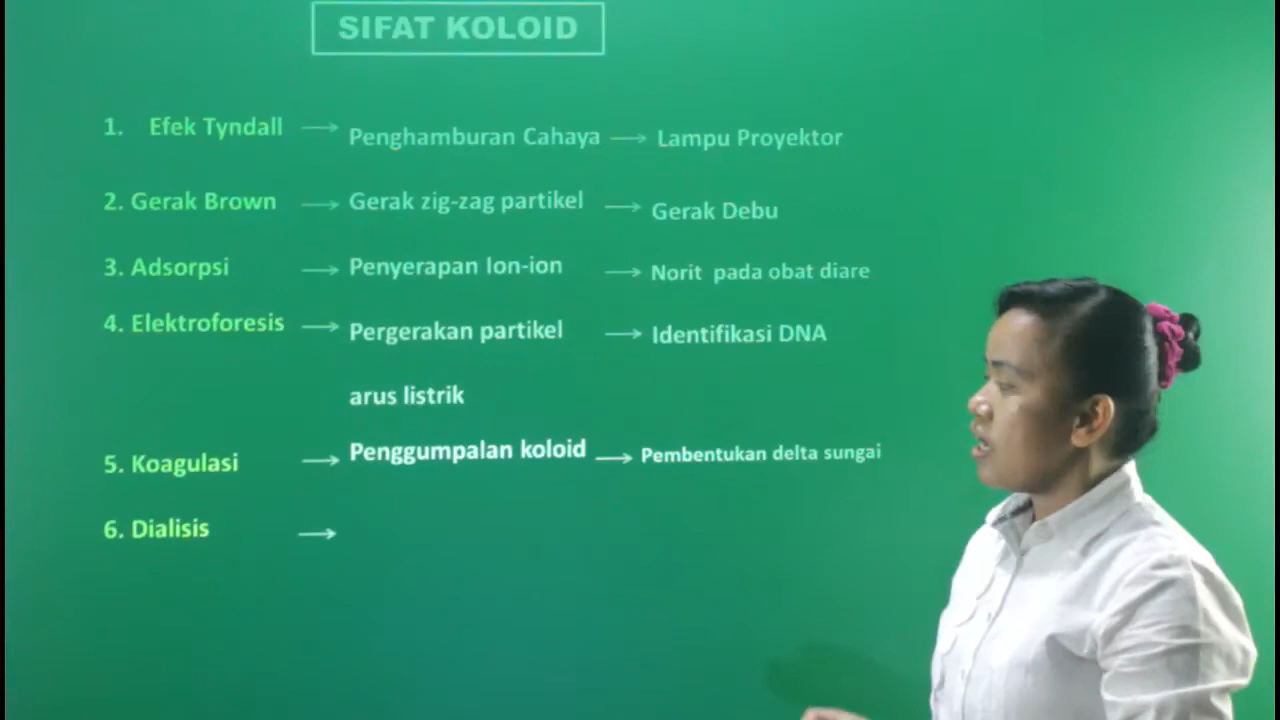 SIFAT KOLOID
1. Efek Tyndall → Penghamburan Cahaya → Lampu Proyektor
2. Gerak Brown → Gerak zig-zag partikel → Gerak Debu
3. Adsorpsi → Penyerapan Ion-ion → Norit pada obat diare
4. Elektroforesis → Pergerakan partikel → Identifikasi DNA
arus listrik
5. Koagulasi → Penggumpalan koloid → Pembentukan delta sungai
6. Dialisis →